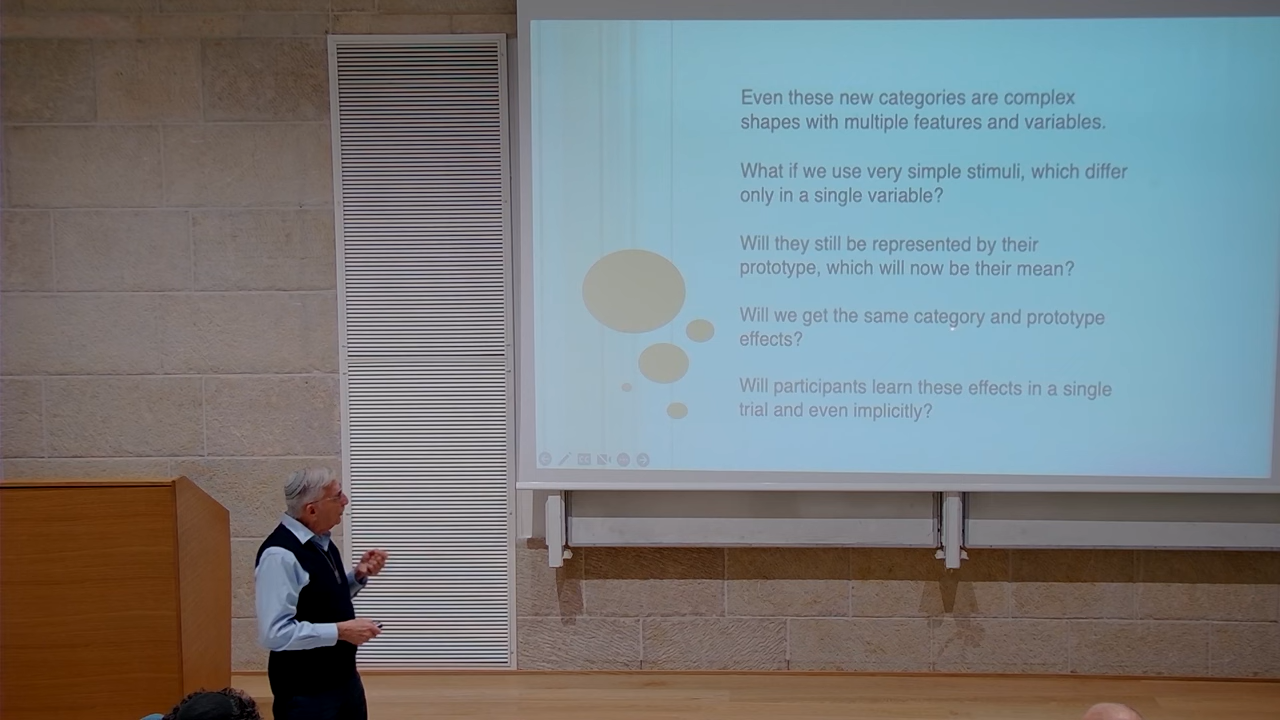 Even these new categories are complex
shapes with multiple features and variables.
What if we use very simple stimuli, which differ
only in a single variable?
Will they still be represented by their
prototype, which will now be their mean?
Will we get the same category and prototype
effects?
Will participants learn these effects in a single
trial and even implicitly?